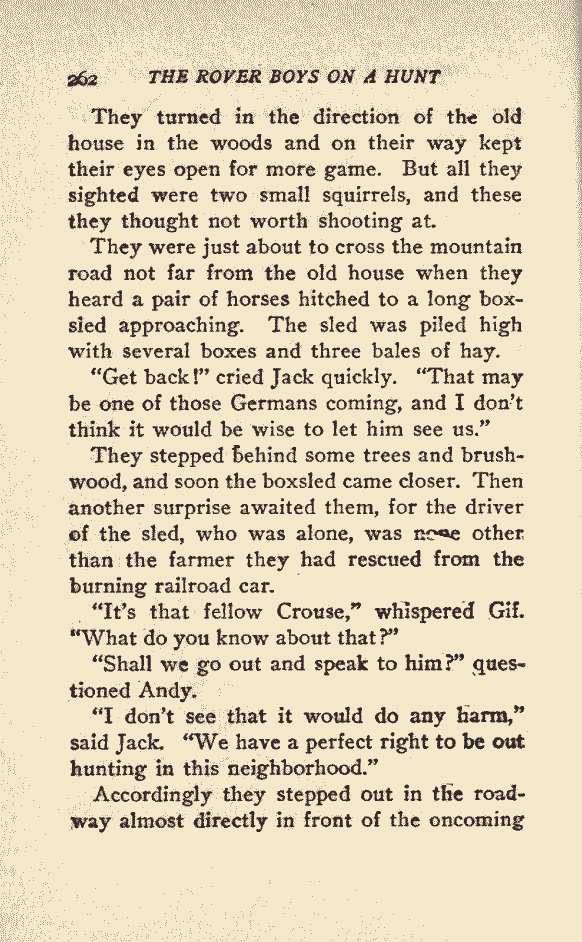 262 THE ROVER BOYS ON A HUNT
They turned in the direction of the old
house in the woods and on their way kept
their eyes open for more game. But all they
sighted were two small squirrels, and these
they thought not worth shooting at.
They were just about to cross the mountain
road not far from the old house when they
heard a pair of horses hitched to a long box-
sled approaching. The sled was piled high
with several boxes and three bales of hay.
"Get back!" cried Jack quickly. "That may
be one of those Germans coming, and I don't
think it would be wise to let him see us."
They stepped behind some trees and brush-
wood, and soon the boxsled came closer. Then
another surprise awaited them, for the driver
of the sled, who was alone, was none other
than the farmer they had rescued from the
burning railroad car.
"It's that fellow Crouse," whispered Gif.
"What do you know about that?"
"Shall we go out and speak to him?" ques-
tioned Andy.
"I don't see that it would do any harm,"
said Jack. "We have a perfect right to be out
hunting in this neighborhood."
Accordingly they stepped out in the road-
way almost directly in front of the oncoming